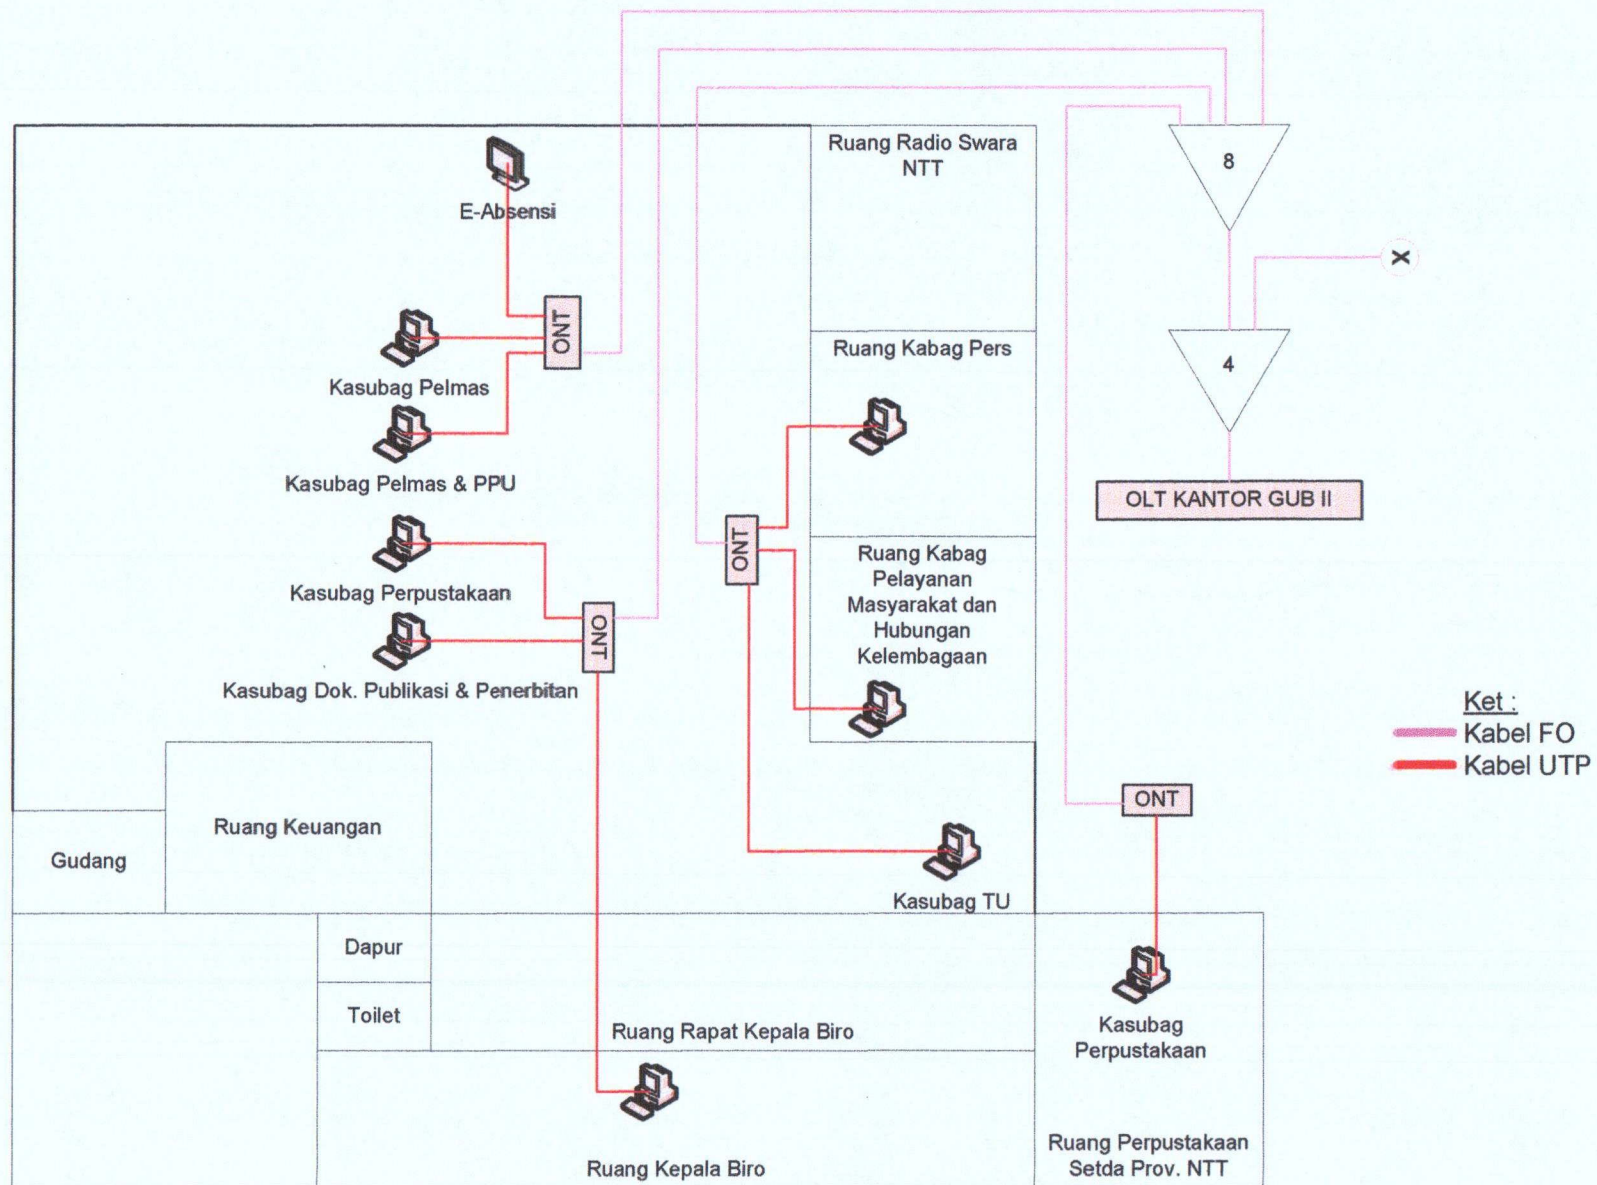 Ruang Radio Swara
NTT
8
E-Absensi
X
ONT
Ruang Kabag Pers
4
Kasubag Pelmas
Kasubag Pelmas & PPU
OLT KANTOR GUB II
ONT
Ruang Kabag
Pelayanan
Masyarakat dan
Hubungan
Kelembagaan
Kasubag Perpustakaan
ONT
Kasubag Dok. Publikasi & Penerbitan
Ket :
Kabel FO
Kabel UTP
ONT
Ruang Keuangan
Gudang
Kasubag TU
Dapur
Toilet
Ruang Rapat Kepala Biro
Kasubag
Perpustakaan
Ruang Kepala Biro
Ruang Perpustakaan
Setda Prov. NTT